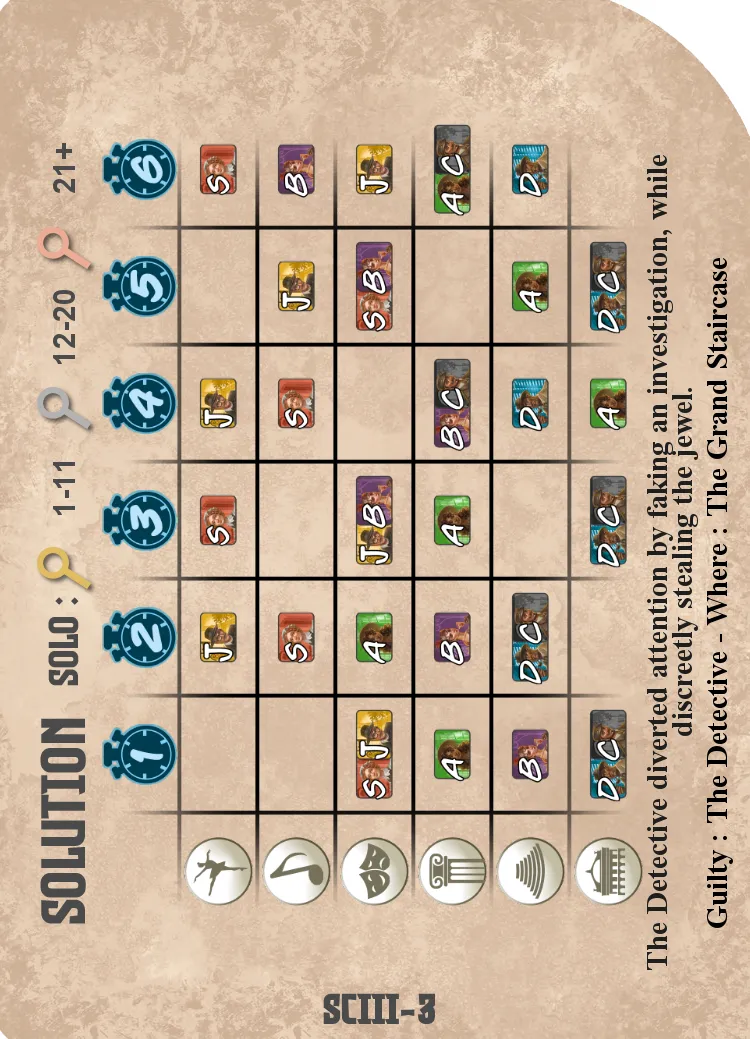 SOLUTION SOLO : 1-11 12-20 21+
1 2 3 4 5 6
J S J S
S S J B
S J A J B S B J
A B A B C A C
B D C D A D
D C D C A D C
The Detective diverted attention by faking an investigation, while
discreetly stealing the jewel.
Guilty : The Detective - Where : The Grand Staircase
SCIII-3